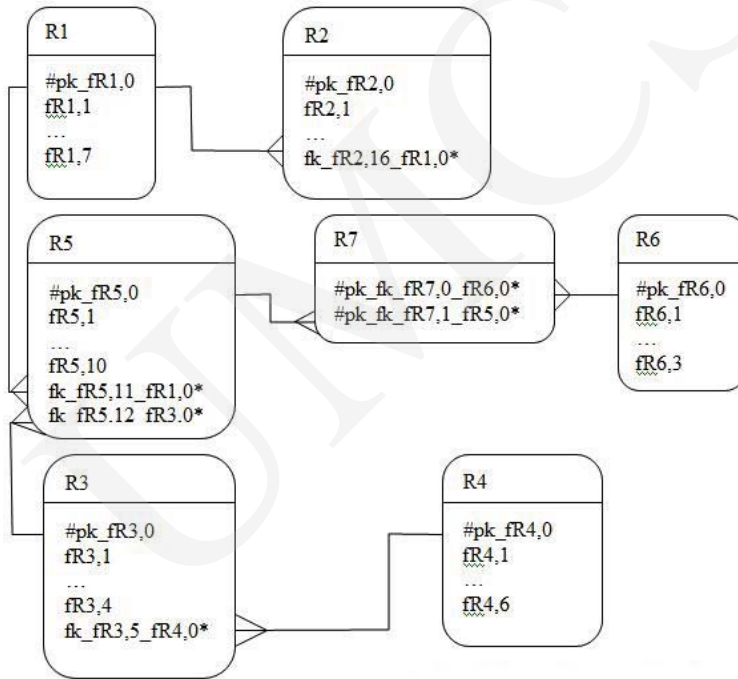 R1
#pk_fR1,0
fR1,1
...
fR1,7
R2
#pk_fR2,0
fR2,1
...
fk_fR2,16_fR1,0*
R5
#pk_fR5,0
fR5,1
...
fR5,10
fk_fR5,11_fR1,0*
fk_fR5.12_fR3.0*
R7
#pk_fk_fR7,0_fR6,0*
#pk_fk_fR7,1_fR5,0*
R6
#pk_fR6,0
fR6,1
...
fR6,3
R3
#pk_fR3,0
fR3,1
...
fR3,4
fk_fR3,5_fR4,0*
R4
#pk_fR4,0
fR4,1
...
fR4,6
UMCS